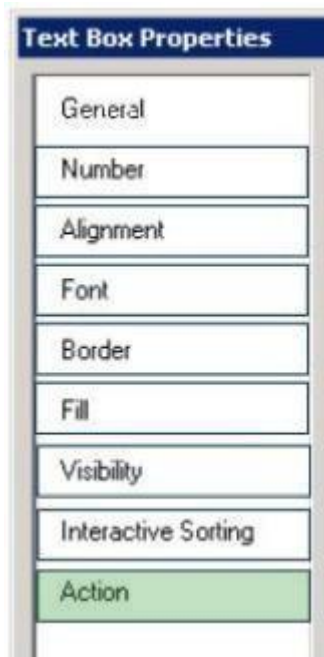 Text Box Properties
General
Number
Alignment
Font
Border
Fill
Visibility
Interactive Sorting
Action